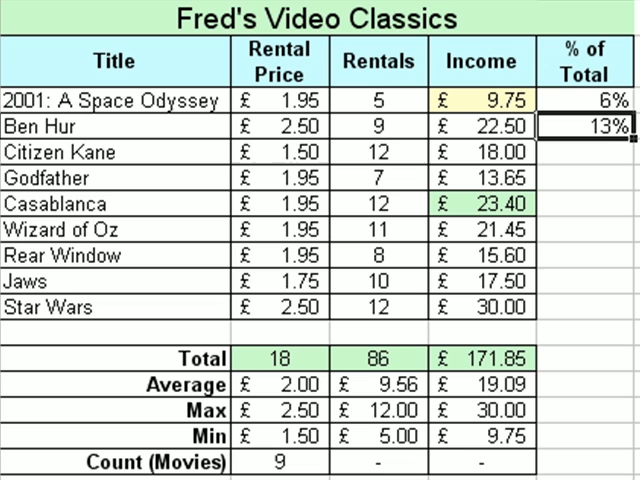 Fred's Video Classics
Title Rental Price Rentals Income % of Total
2001: A Space Odyssey £ 1.95 5 £ 9.75 6%
Ben Hur £ 2.50 9 £ 22.50 13%
Citizen Kane £ 1.50 12 £ 18.00
Godfather £ 1.95 7 £ 13.65
Casablanca £ 1.95 12 £ 23.40
Wizard of Oz £ 1.95 11 £ 21.45
Rear Window £ 1.95 8 £ 15.60
Jaws £ 1.75 10 £ 17.50
Star Wars £ 2.50 12 £ 30.00
Total 18 86 £ 171.85
Average £ 2.00 £ 9.56 £ 19.09
Max £ 2.50 £ 12.00 £ 30.00
Min £ 1.50 £ 5.00 £ 9.75
Count (Movies) 9 - -